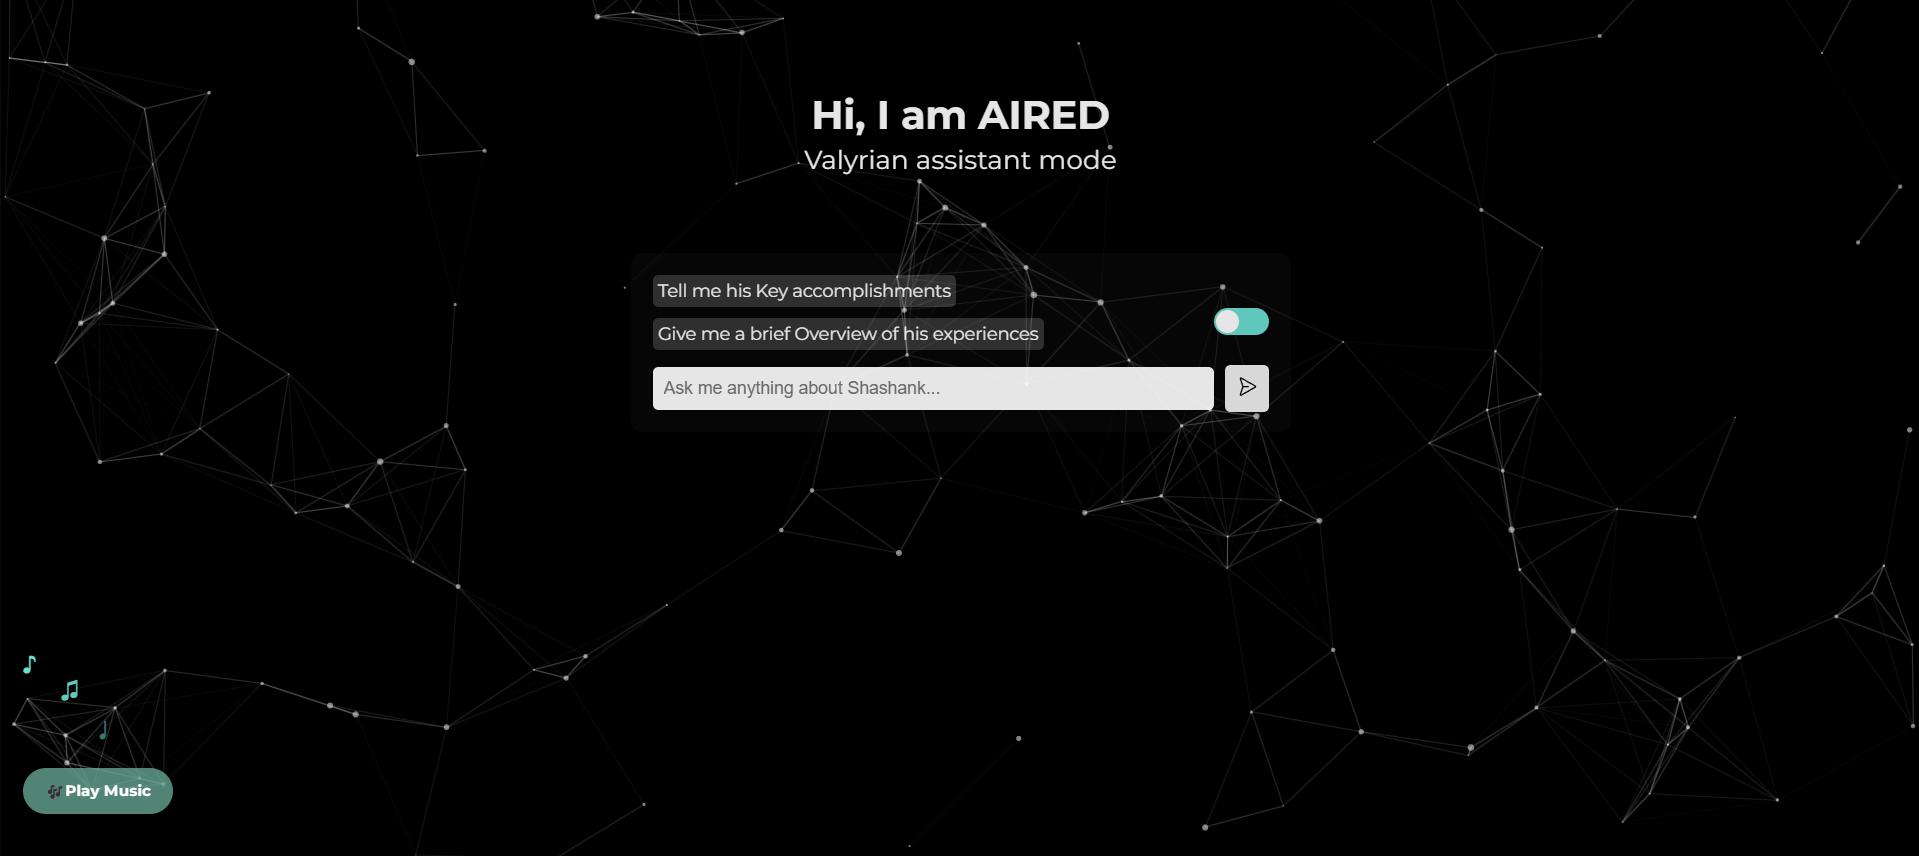 Hi, I am AIRED
Valyrian assistant mode
Tell me his Key accomplishments
Give me a brief Overview of his experiences
Ask me anything about Shashank...
🎶Play Music